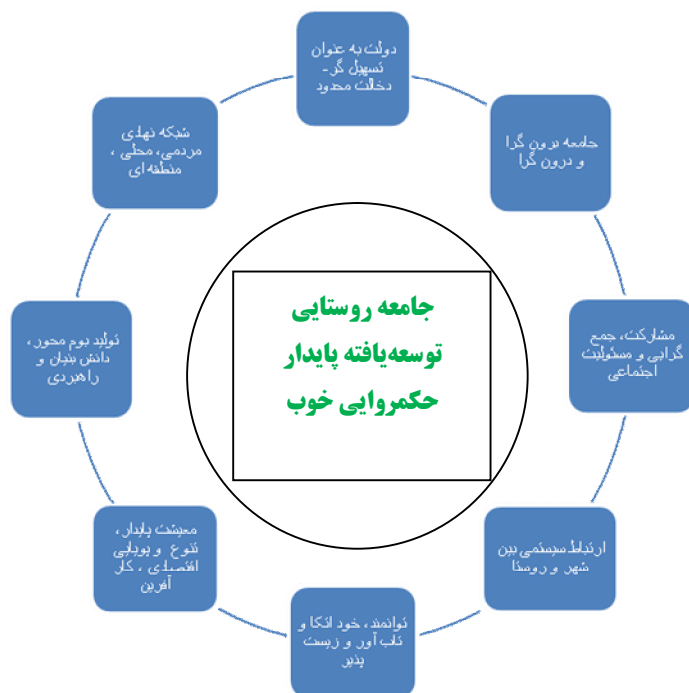 دولت به عنوان
تسهیل گر-
دخالت محدود
جامعه برون گرا
و درون گرا
مشارکت، جمع
گرایی و مسئولیت
اجتماعی
ارتباط سیستمی بین
شهر و روستا
توانمند، خود اتکا و
تاب آور و زیست
پذیر
معیشت پایدار،
تنوع و پویایی
اقتصادی ، کار
آفرین
تولید بوم محور،
دانش بنیان و
راهبردی
شبکه نهادی
مردمی، محلی ،
منطقه ای
جامعه روستایی
توسعه‌یافته پایدار
حکمروایی خوب